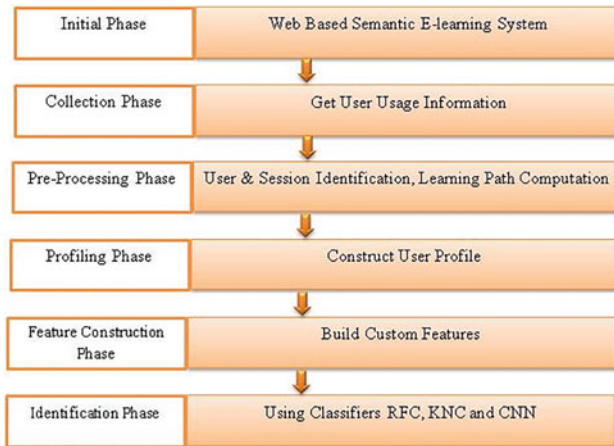 Initial Phase
Web Based Semantic E-learning System
Collection Phase
Get User Usage Information
Pre-Processing Phase
User & Session Identification, Learning Path Computation
Profiling Phase
Construct User Profile
Feature Construction
Phase
Build Custom Features
Identification Phase
Using Classifiers RFC, KNC and CNN